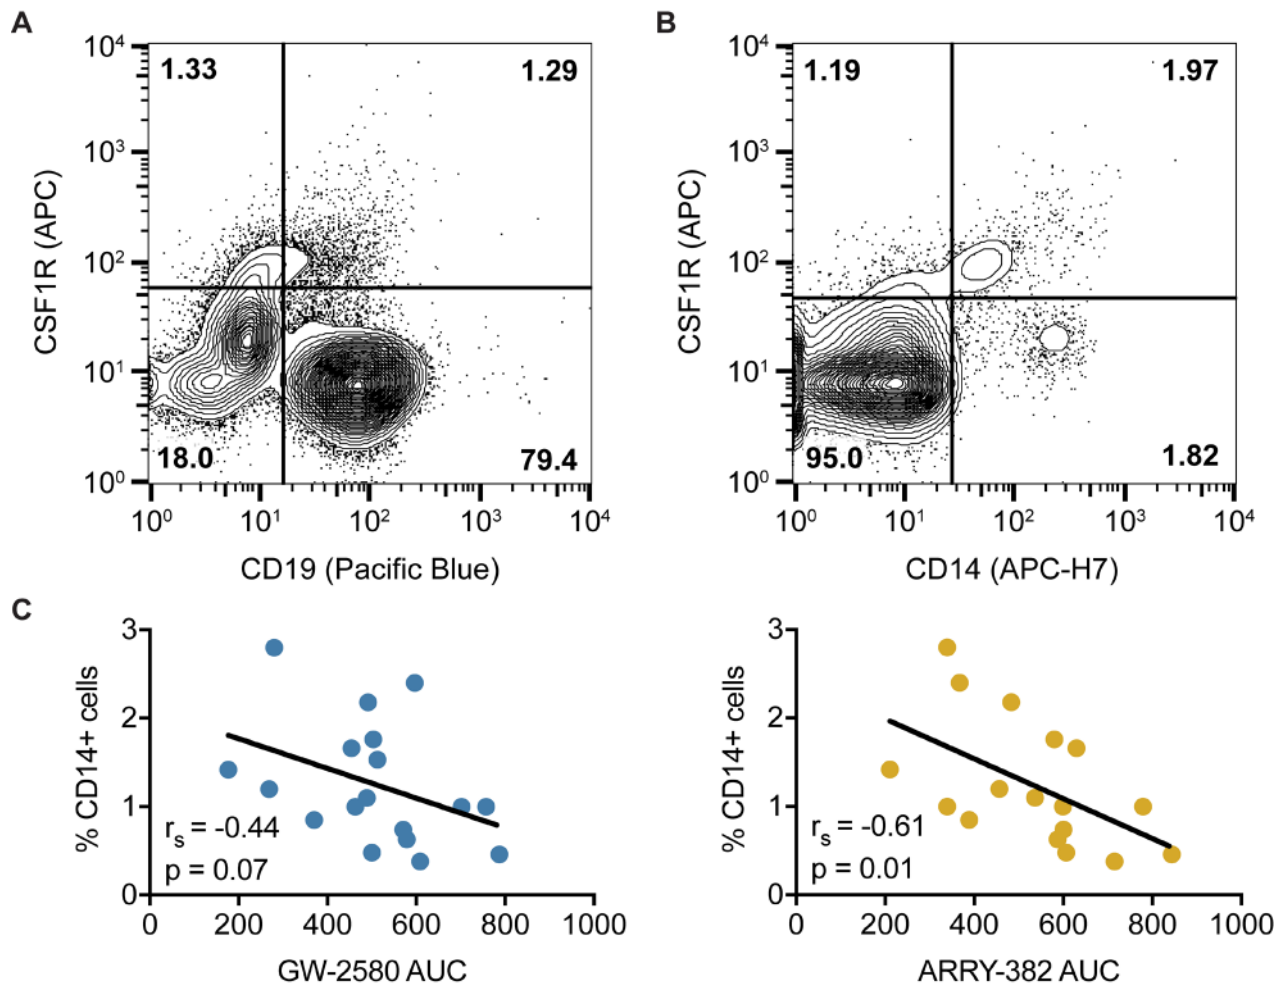 A
B
10⁴
10³
10²
10¹
10⁰
CSF1R (APC)
1.33
1.29
18.0
79.4
10⁰ 10¹ 10² 10³ 10⁴
CD19 (Pacific Blue)
10⁴
10³
10²
10¹
10⁰
CSF1R (APC)
1.19
1.97
95.0
1.82
10⁰ 10¹ 10² 10³ 10⁴
CD14 (APC-H7)
C
3
2
1
0
% CD14+ cells
rₛ = -0.44
p = 0.07
0 200 400 600 800 1000
GW-2580 AUC
3
2
1
0
% CD14+ cells
rₛ = -0.61
p = 0.01
0 200 400 600 800 1000
ARRY-382 AUC